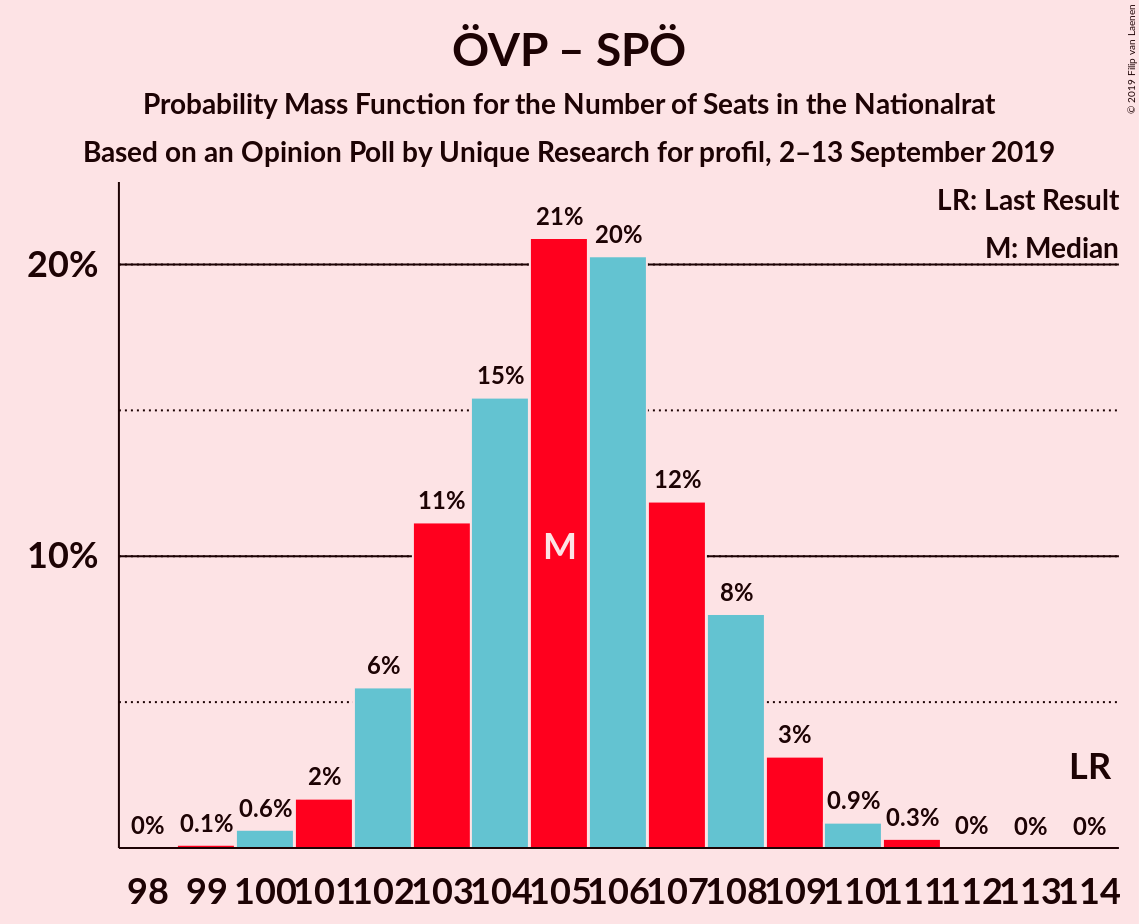 ÖVP – SPÖ
Probability Mass Function for the Number of Seats in the Nationalrat
Based on an Opinion Poll by Unique Research for profil, 2–13 September 2019
© 2019 Filip van Laenen
LR: Last Result
M: Median
20%
10%
0% 0.1% 0.6% 2% 6% 11% 15% 21% 20% 12% 8% 3% 0.9% 0.3% 0% 0% 0%
M
LR
98 99 100 101 102 103 104 105 106 107 108 109 110 111 112 113 114